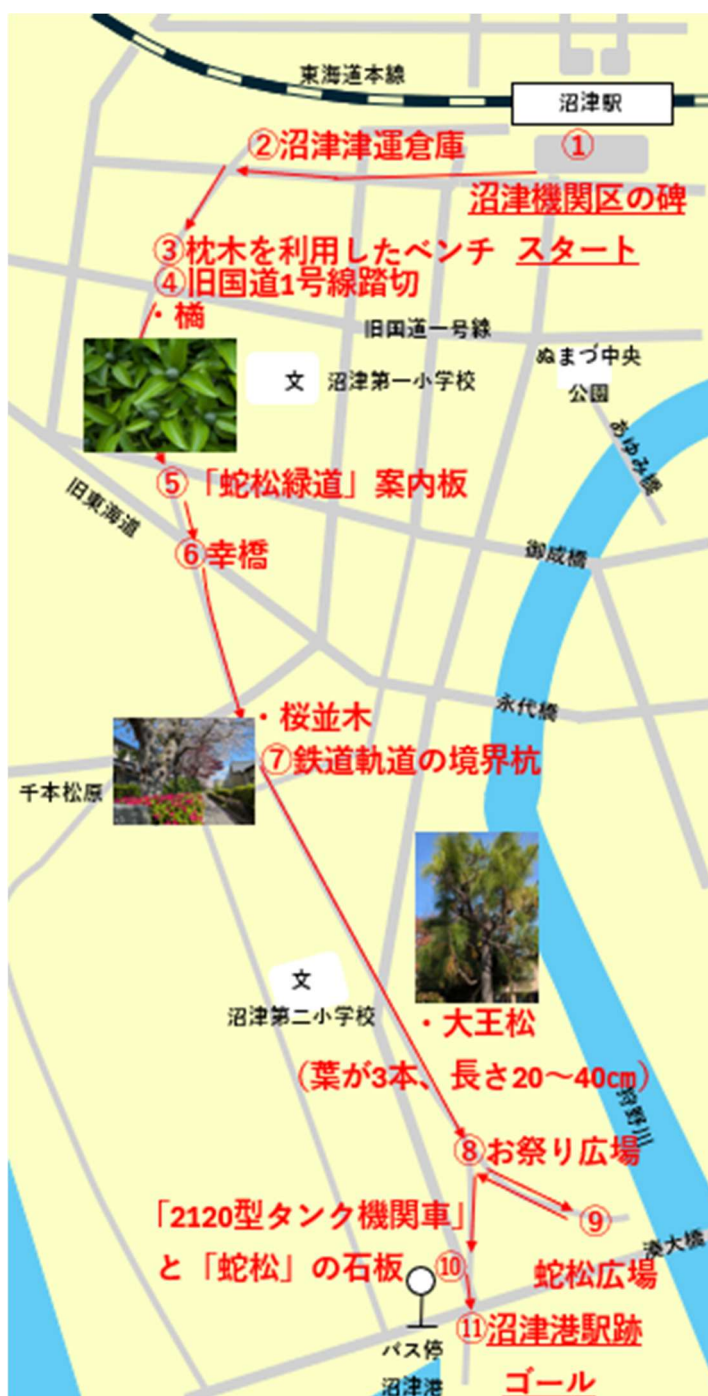 東海道本線
沼津駅
②沼津津運倉庫
①
沼津機関区の碑
③枕木を利用したベンチ
スタート
④旧国道1号線踏切
・橘
旧国道一号線
ぬまづ中央
公園
文
沼津第一小学校
あゆみ橋
⑤「蛇松緑道」案内板
旧東海道
御成橋
⑥幸橋
永代橋
・桜並木
⑦鉄道軌道の境界杭
千本松原
文
沼津第二小学校
・大王松
（葉が3本、長さ20～40㎝）
狩野川
⑧お祭り広場
「2120型タンク機関車」
⑨
と「蛇松」の石板
⑩
蛇松広場
湊大橋
バス停
沼津港
⑪沼津港駅跡
ゴール